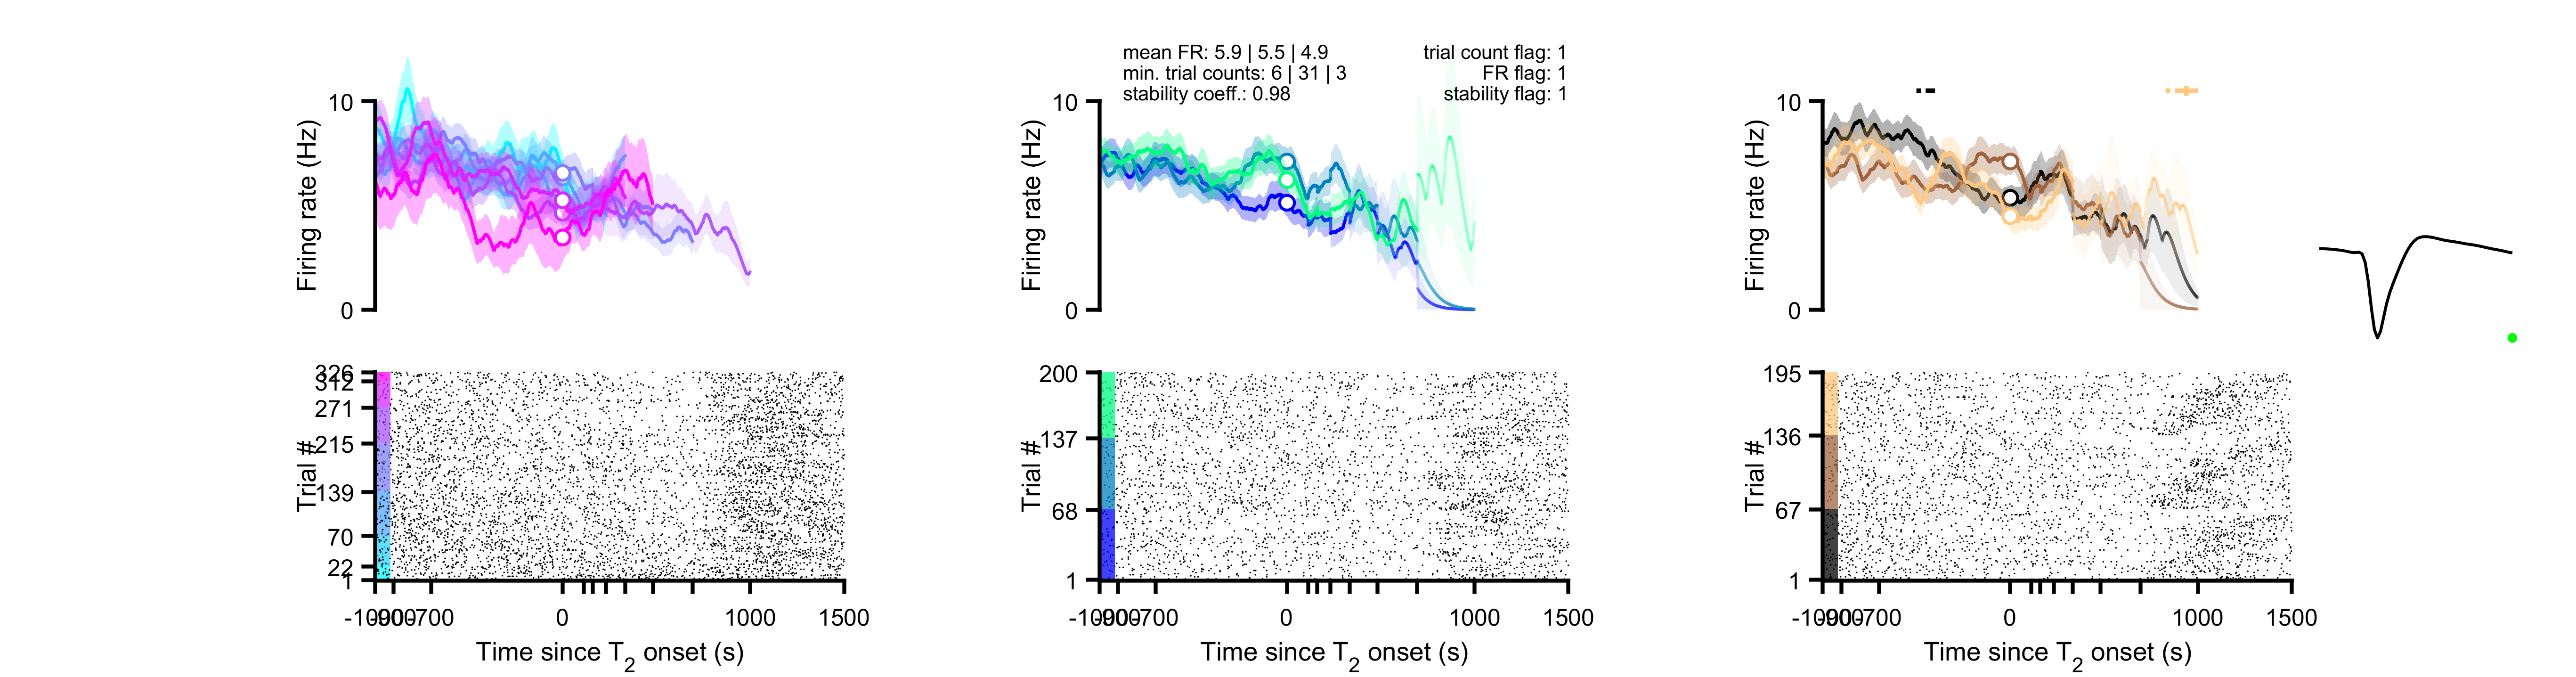 mean FR: 5.9 | 5.5 | 4.9
min. trial counts: 6 | 31 | 3
stability coeff.: 0.98
trial count flag: 1
FR flag: 1
stability flag: 1
Firing rate (Hz)
10
0
Firing rate (Hz)
10
0
Firing rate (Hz)
10
0
Trial #
326
342
271
215
139
70
22
1
0
1000
1500
Time since T2 onset (s)
Trial #
200
137
68
1
0
1000
1500
Time since T2 onset (s)
Trial #
195
136
67
1
0
1000
1500
Time since T2 onset (s)